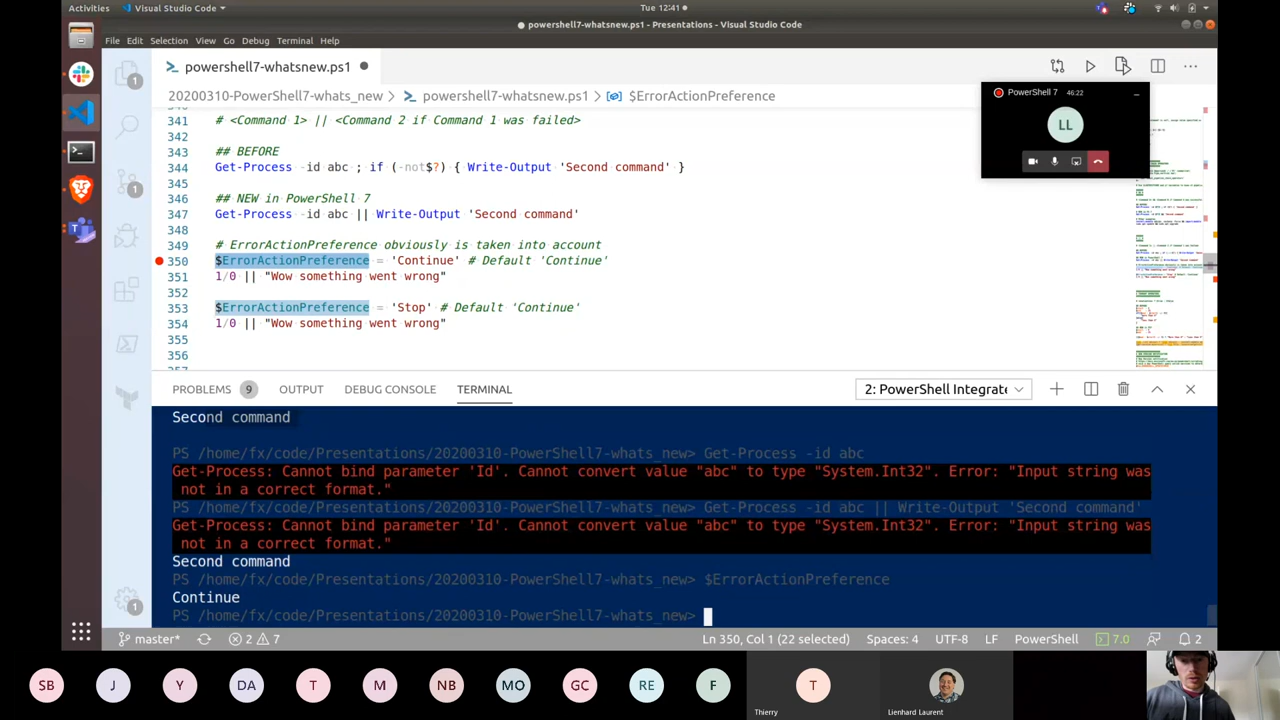 Activities
Visual Studio Code
Tue 12:41
powershell7-whatsnew.ps1 - Presentations - Visual Studio Code
File Edit Selection View Go Debug Terminal Help
powershell7-whatsnew.ps1
20200310-PowerShell7-whats_new > powershell7-whatsnew.ps1 > $ErrorActionPreference
PowerShell 7 46:22
LL
341 # <Command 1> || <Command 2 if Command 1 was failed>
342
343 ## BEFORE
344 Get-Process -id abc ; if (-not$?) { Write-Output 'Second command' }
345
346 ## NEW in PowerShell 7
347 Get-Process -id abc || Write-Output 'Second command'
348
349 # ErrorActionPreference obviously is taken into account
350 $ErrorActionPreference = 'Continue' # Default 'Continue'
351 1/0 || "Wow something went wrong"
352
353 $ErrorActionPreference = 'Stop' # Default 'Continue'
354 1/0 || "Wow something went wrong"
355
356
PROBLEMS 9 OUTPUT DEBUG CONSOLE TERMINAL
2: PowerShell Integrate
Second command
PS /home/fx/code/Presentations/20200310-PowerShell7-whats_new> Get-Process -id abc
Get-Process: Cannot bind parameter 'Id'. Cannot convert value "abc" to type "System.Int32". Error: "Input string was
not in a correct format."
PS /home/fx/code/Presentations/20200310-PowerShell7-whats_new> Get-Process -id abc || Write-Output 'Second command'
Get-Process: Cannot bind parameter 'Id'. Cannot convert value "abc" to type "System.Int32". Error: "Input string was
not in a correct format."
Second command
PS /home/fx/code/Presentations/20200310-PowerShell7-whats_new> $ErrorActionPreference
Continue
PS /home/fx/code/Presentations/20200310-PowerShell7-whats_new>
1
1
1
master* 2 7 Ln 350, Col 1 (22 selected) Spaces: 4 UTF-8 LF PowerShell 7.0 2
SB J Y DA T M NB MO GC RE F T
Thierry
Lienhard Laurent